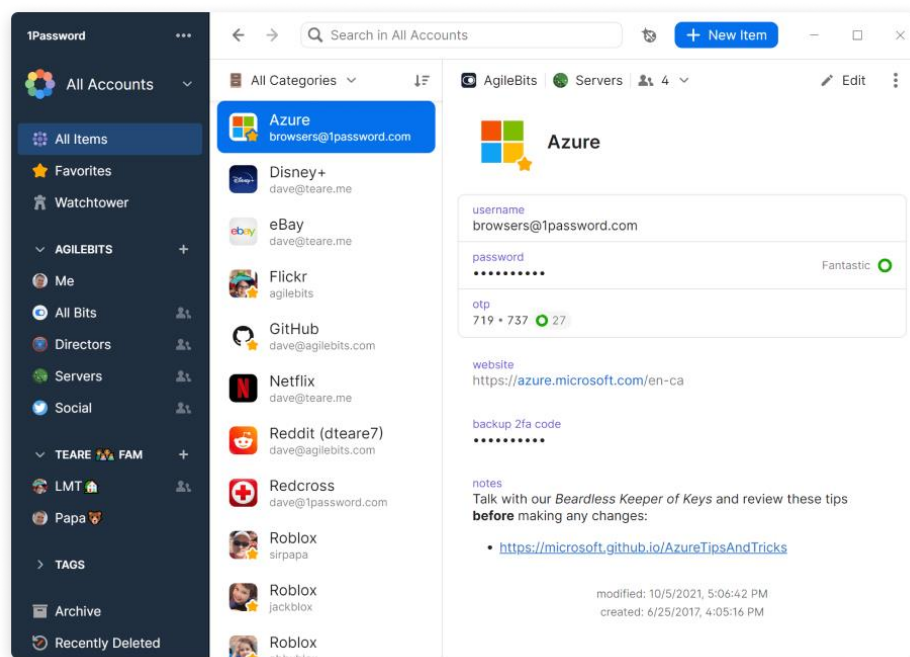 1Password
All Accounts
All Items
Favorites
Watchtower
AGILEBITS
Me
All Bits
Directors
Servers
Social
TEARE 👨‍👩‍👧‍👦 FAM
LMT 🏠
Papa 🐻
TAGS
Archive
Recently Deleted
Search in All Accounts
+ New Item
All Categories
Azure
browsers@1password.com
Disney+
Disney+
dave@teare.me
ebay
eBay
dave@teare.me
Flickr
agilebits
GitHub
dave@agilebits.com
Netflix
dave@teare.me
Reddit (dteare7)
dave@agilebits.com
Redcross
dave@1password.com
Roblox
sirpapa
Roblox
jackblox
Roblox
AgileBits Servers 4
Edit
Azure
username
browsers@1password.com
password
•••••••••• Fantastic
otp
719 • 737 27
website
https://azure.microsoft.com/en-ca
backup 2fa code
••••••••••
notes
Talk with our Beardless Keeper of Keys and review these tips
before making any changes:
• https://microsoft.github.io/AzureTipsAndTricks
modified: 10/5/2021, 5:06:42 PM
created: 6/25/2017, 4:05:16 PM